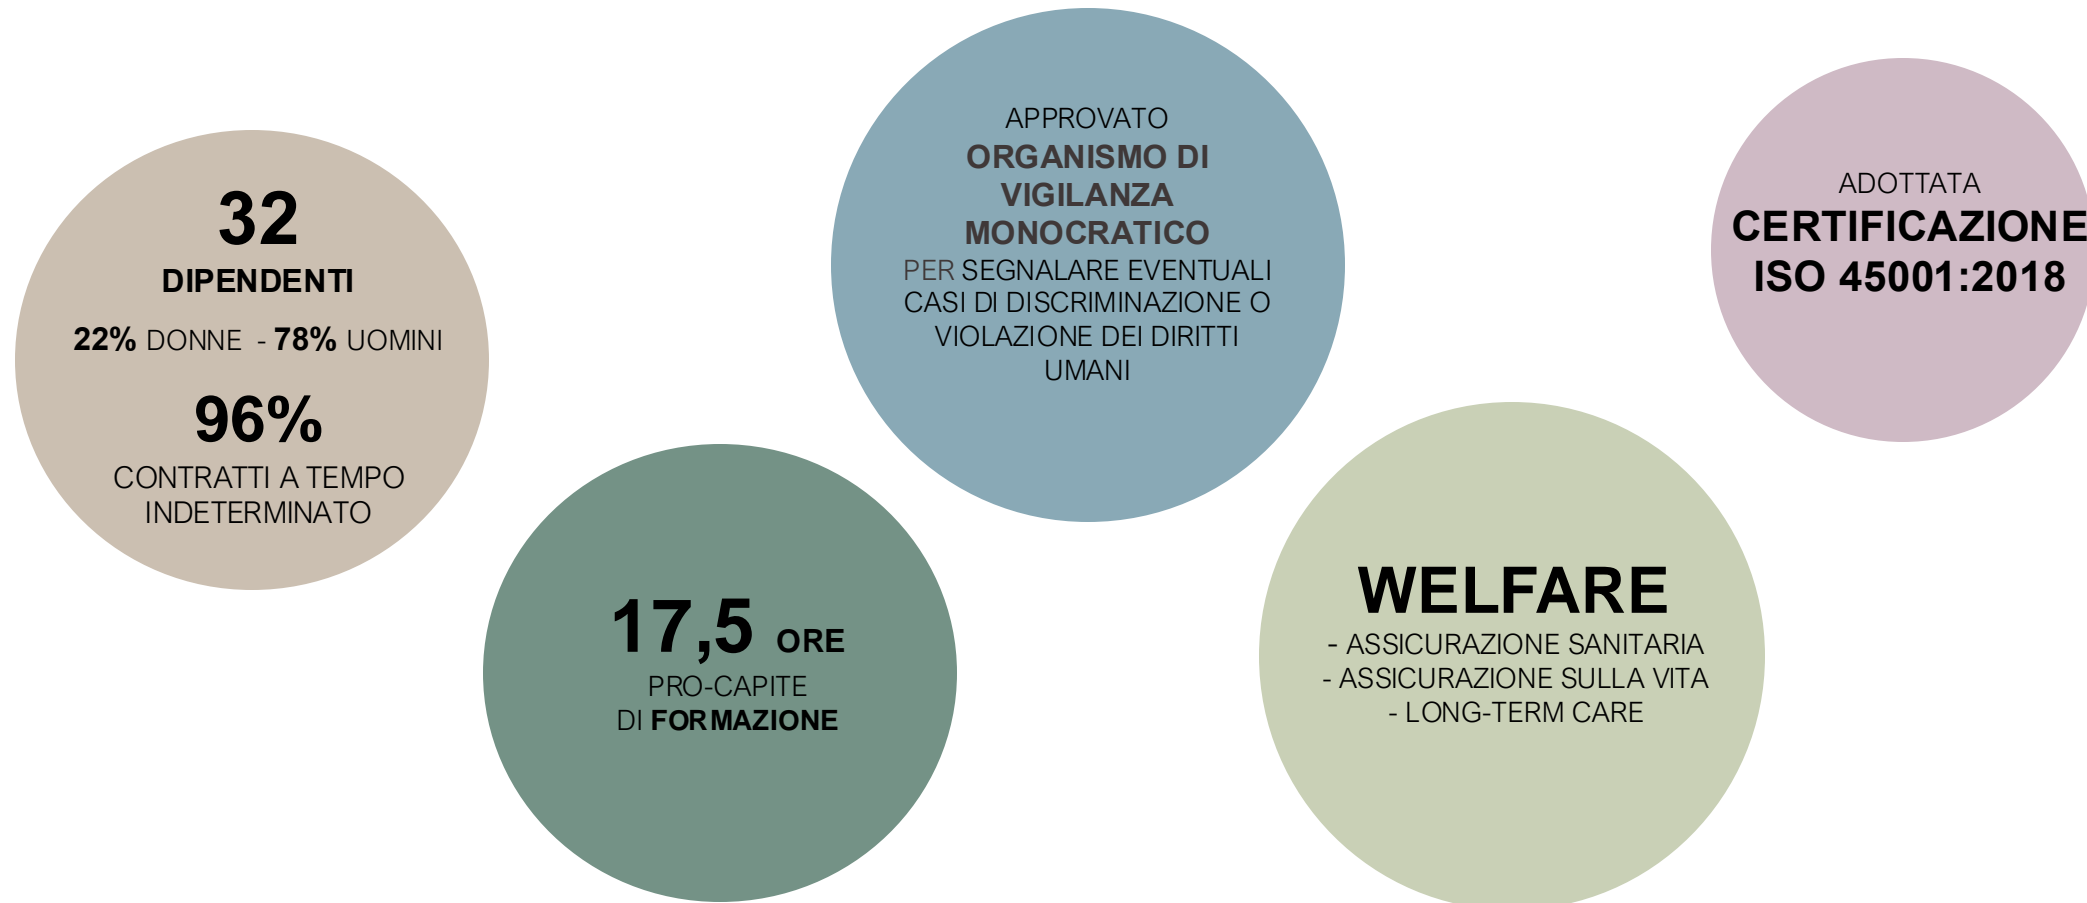 32
DIPENDENTI
22% DONNE - 78% UOMINI
96%
CONTRATTI A TEMPO
INDETERMINATO
17,5 ORE
PRO-CAPITE
DI FORMAZIONE
APPROVATO
ORGANISMO DI
VIGILANZA
MONOCRATICO
PER SEGNALARE EVENTUALI
CASI DI DISCRIMINAZIONE O
VIOLAZIONE DEI DIRITTI
UMANI
WELFARE
- ASSICURAZIONE SANITARIA
- ASSICURAZIONE SULLA VITA
- LONG-TERM CARE
ADOTTATA
CERTIFICAZIONE
ISO 45001:2018